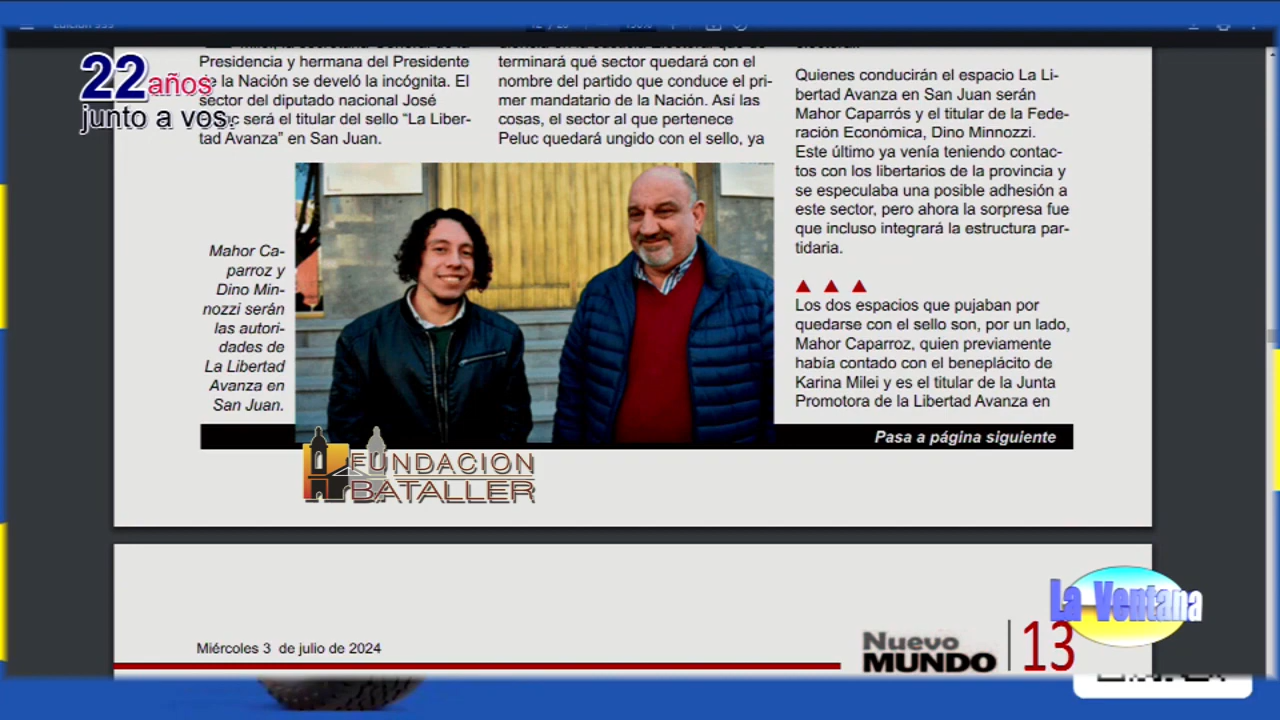 22 años
junto a vos.
Presidencia y hermana del Presidente
la Nación se develó la incógnita. El
sector del diputado nacional José
será el titular del sello “La Liber-
tad Avanza” en San Juan.
terminará qué sector quedará con el
nombre del partido que conduce el pri-
mer mandatario de la Nación. Así las
cosas, el sector al que pertenece
Peluc quedará ungido con el sello, ya
Quienes conducirán el espacio La Li-
bertad Avanza en San Juan serán
Mahor Caparrós y el titular de la Fede-
ración Económica, Dino Minnozzi.
Este último ya venía teniendo contac-
tos con los libertarios de la provincia y
se especulaba una posible adhesión a
este sector, pero ahora la sorpresa fue
que incluso integrará la estructura par-
tidaria.
Los dos espacios que pujaban por
quedarse con el sello son, por un lado,
Mahor Caparroz, quien previamente
había contado con el beneplácito de
Karina Milei y es el titular de la Junta
Promotora de la Libertad Avanza en
Mahor Ca-
parroz y
Dino Min-
nozzi serán
las autori-
dades de
La Libertad
Avanza en
San Juan.
Pasa a página siguiente
FUNDACION
BATALLER
La Ventana
Miércoles 3 de julio de 2024
Nuevo
MUNDO
13